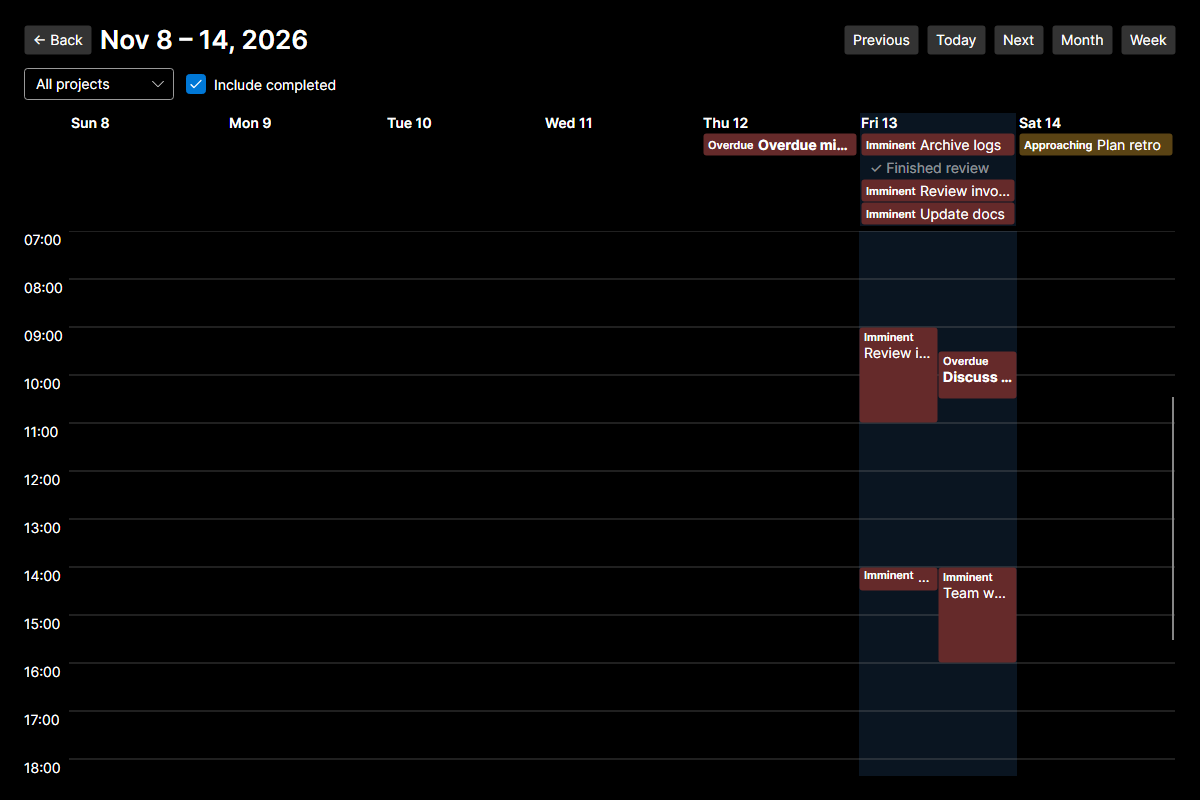 ← Back Nov 8 – 14, 2026 Previous Today Next Month Week
All projects Include completed
Sun 8 Mon 9 Tue 10 Wed 11 Thu 12 Fri 13 Sat 14
Overdue Overdue mi... Imminent Archive logs Approaching Plan retro
✓ Finished review
Imminent Review invo...
Imminent Update docs
07:00
08:00
09:00
Imminent
Review i...
Overdue
Discuss ...
10:00
11:00
12:00
13:00
14:00
Imminent ...
Imminent
Team w...
15:00
16:00
17:00
18:00